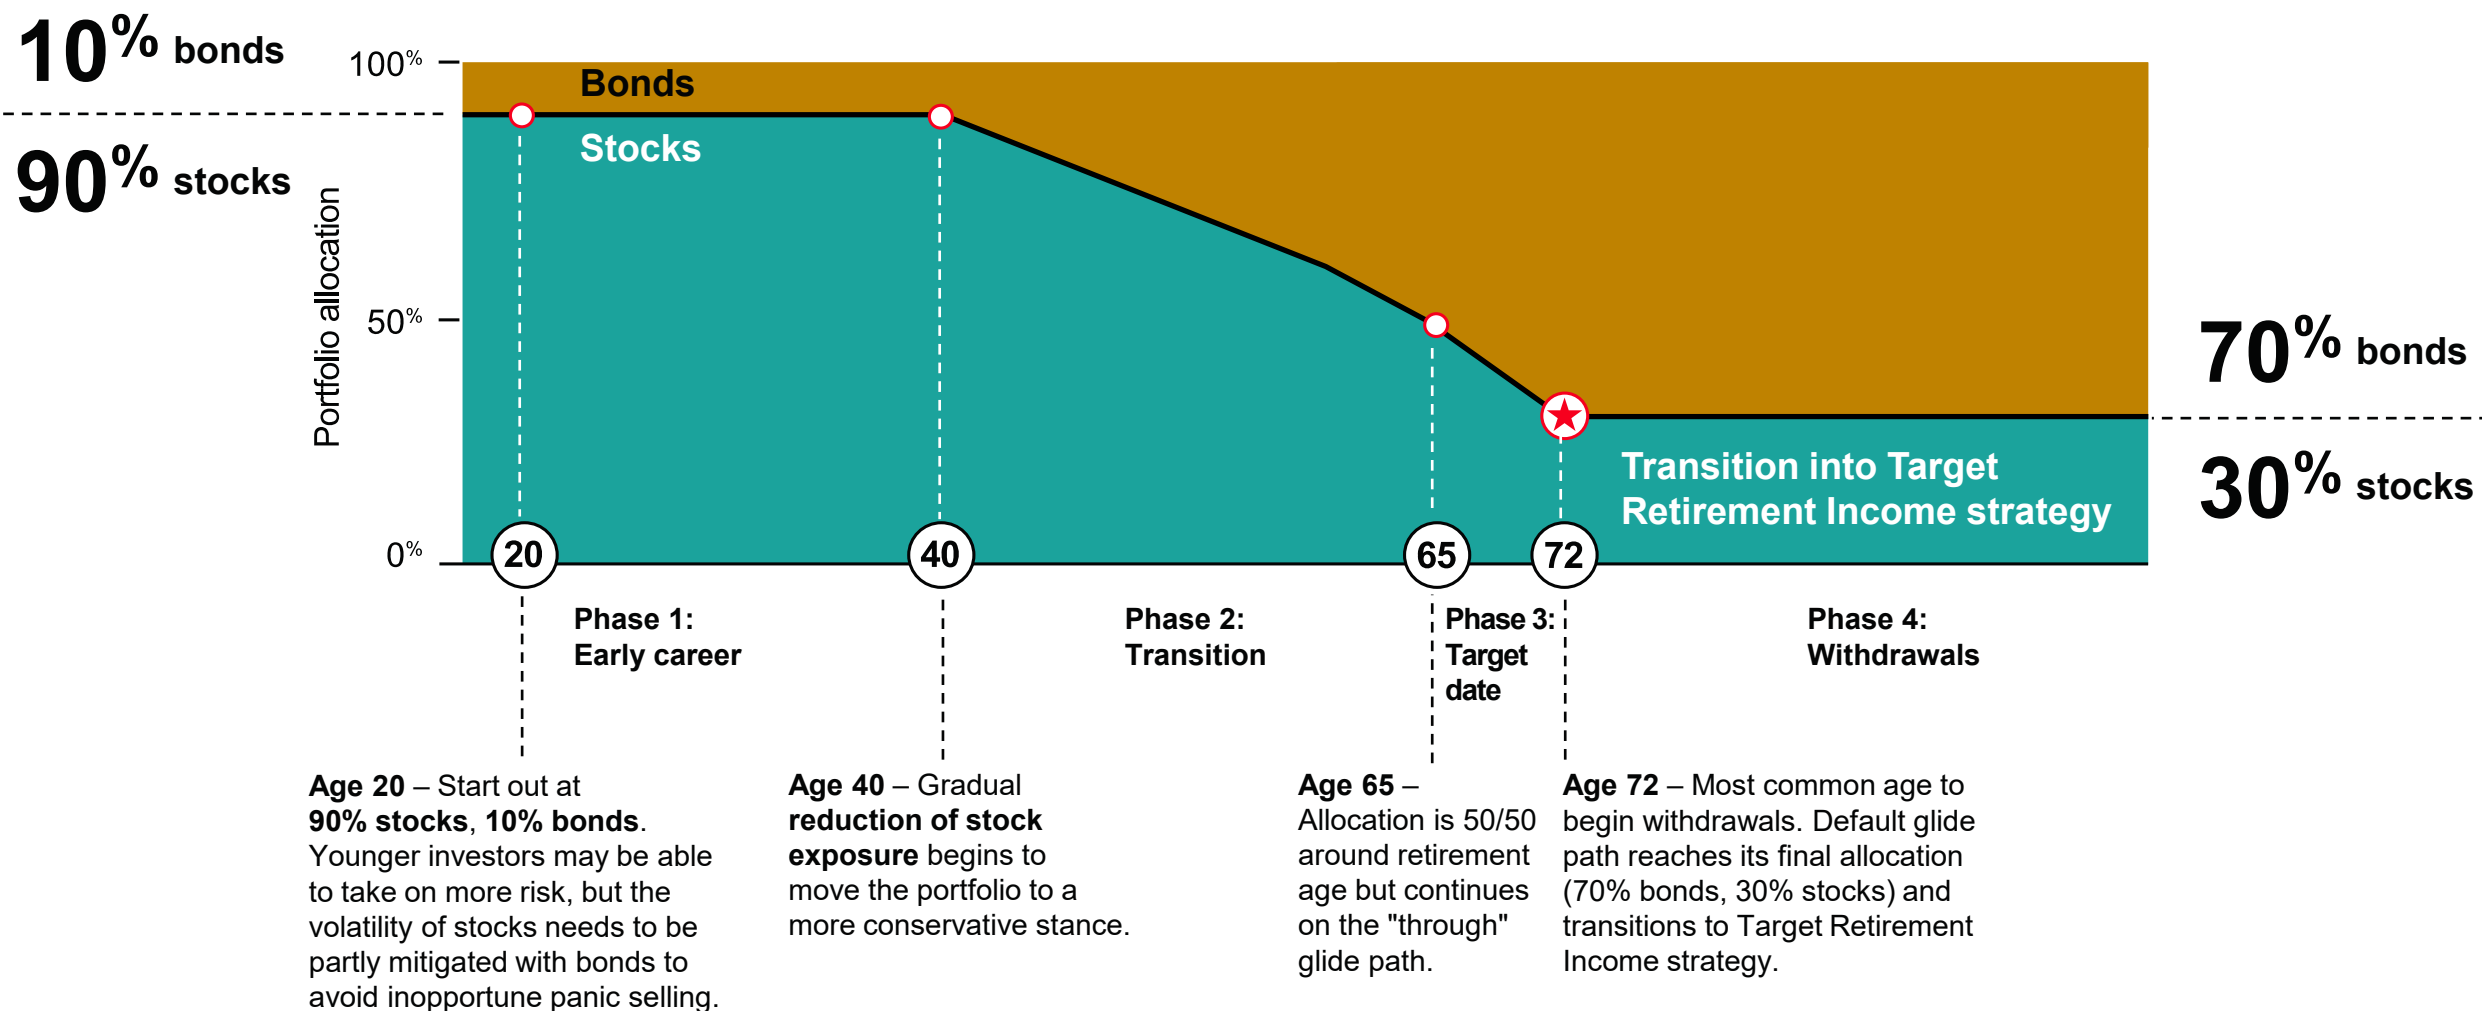 10% bonds
90% stocks
Portfolio allocation
100%
50%
0%
Bonds
Stocks
Transition into Target
Retirement Income strategy
70% bonds
30% stocks
20
40
65
72
Phase 1:
Early career
Phase 2:
Transition
Phase 3:
Target
date
Phase 4:
Withdrawals
Age 20 – Start out at
90% stocks, 10% bonds.
Younger investors may be able
to take on more risk, but the
volatility of stocks needs to be
partly mitigated with bonds to
avoid inopportune panic selling.
Age 40 – Gradual
reduction of stock
exposure begins to
move the portfolio to a
more conservative stance.
Age 65 –
Allocation is 50/50
around retirement
age but continues
on the "through"
glide path.
Age 72 – Most common age to
begin withdrawals. Default glide
path reaches its final allocation
(70% bonds, 30% stocks) and
transitions to Target Retirement
Income strategy.